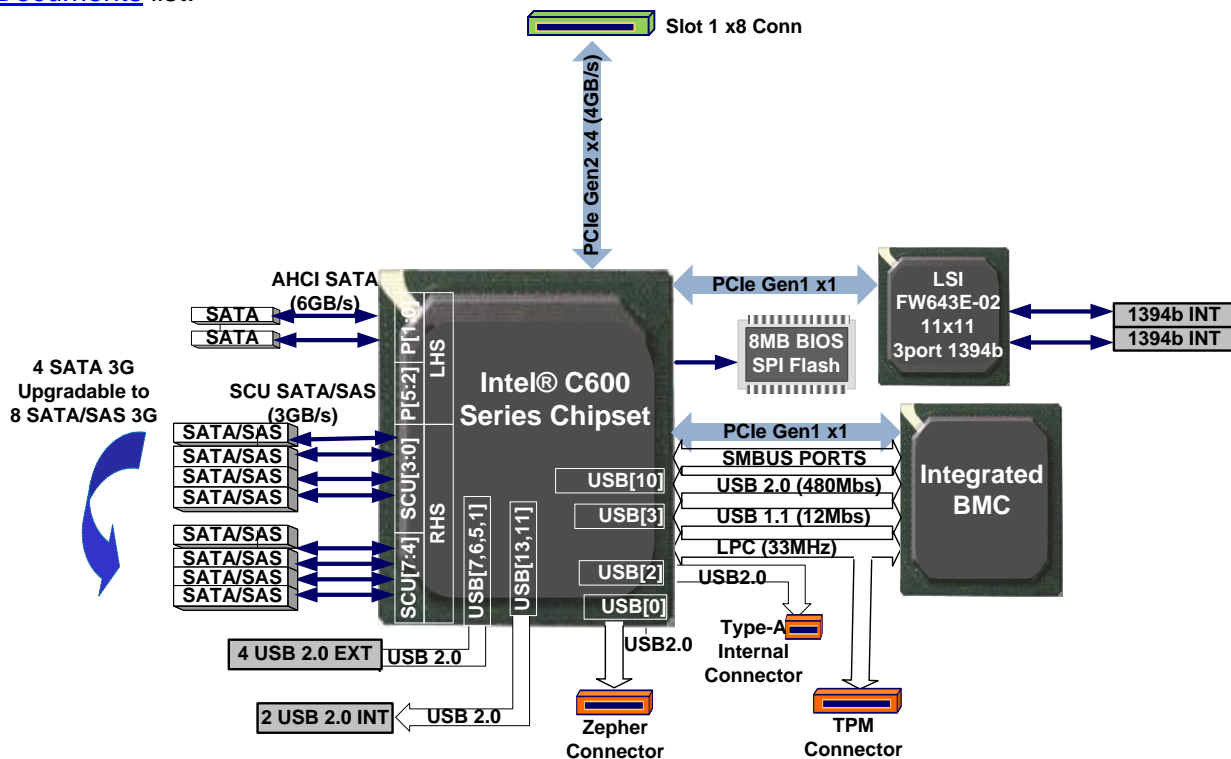 Documents list.
Slot 1 x8 Conn
PCIe Gen2 x4 (4GB/s)
AHCI SATA
(6GB/s)
SATA
SATA
P[1:0]
P[5:2]
LHS
4 SATA 3G
Upgradable to
8 SATA/SAS 3G
SCU SATA/SAS
(3GB/s)
SATA/SAS
SATA/SAS
SATA/SAS
SATA/SAS
SATA/SAS
SATA/SAS
SATA/SAS
SATA/SAS
SCU[3:0]
SCU[7:4]
RHS
Intel® C600
Series Chipset
USB[7,6,5,1]
USB[13,11]
USB[10]
USB[3]
USB[2]
USB[0]
PCIe Gen1 x1
LSI
FW643E-02
11x11
3port 1394b
1394b INT
1394b INT
8MB BIOS
SPI Flash
PCIe Gen1 x1
SMBUS PORTS
USB 2.0 (480Mbs)
USB 1.1 (12Mbs)
LPC (33MHz)
Integrated
BMC
USB2.0
USB2.0
Type-A
Internal
Connector
4 USB 2.0 EXT
USB 2.0
2 USB 2.0 INT
USB 2.0
Zepher
Connector
TPM
Connector